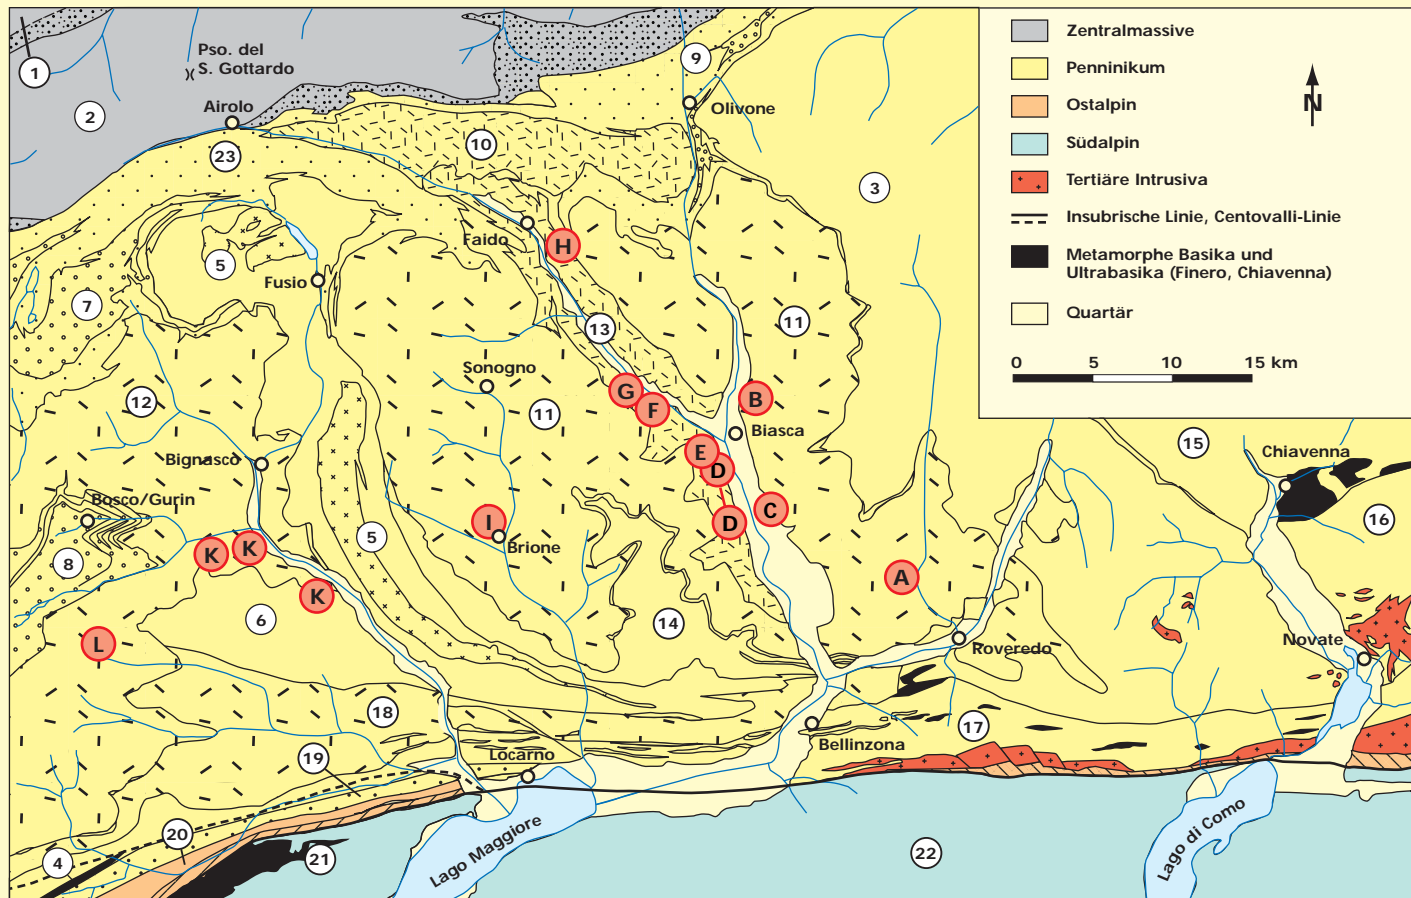 1
2
Pso. del
S. Gottardo
Airolo
23
10
9
Olivone
3
5
7
Fusio
Faido
H
13
11
12
Sonogno
11
G
F
B
Biasca
E
D
D
C
Bignasco
Bosco/Gurin
8
K
K
K
5
I
Brione
A
6
L
14
Roveredo
15
Chiavenna
16
Novate
18
19
17
Bellinzona
Locarno
20
4
21
22
Lago Maggiore
Lago di Como
Zentralmassive
Penninikum
Ostalpin
Südalpin
Tertiäre Intrusiva
Insubrische Linie, Centovalli-Linie
Metamorphe Basika und
Ultrabasika (Finero, Chiavenna)
Quartär
N
0 5 10 15 km